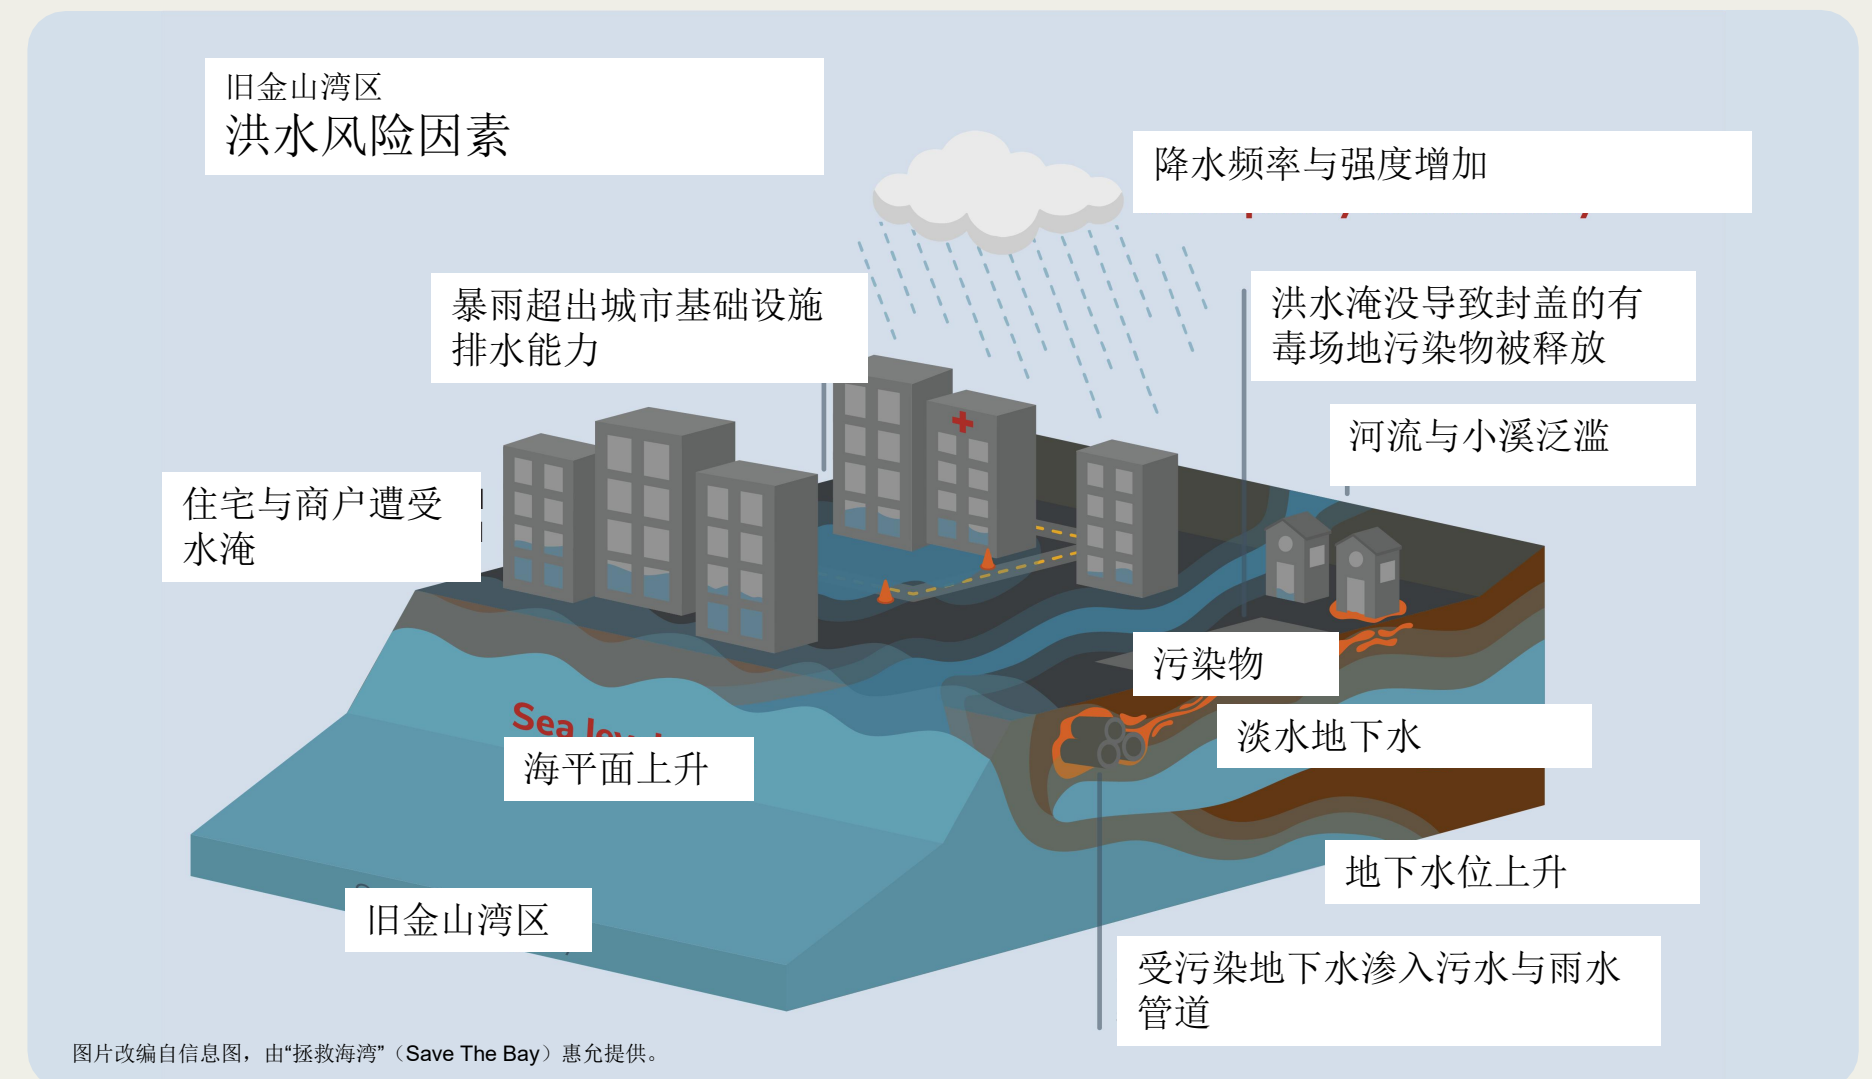 旧金山湾区
洪水风险因素
降水频率与强度增加
暴雨超出城市基础设施
排水能力
洪水淹没导致封盖的有
毒场地污染物被释放
河流与小溪泛滥
住宅与商户遭受
水淹
污染物
Sea
淡水地下水
海平面上升
地下水位上升
旧金山湾区
受污染地下水渗入污水与雨水
管道
图片改编自信息图，由“拯救海湾”（Save The Bay）惠允提供。